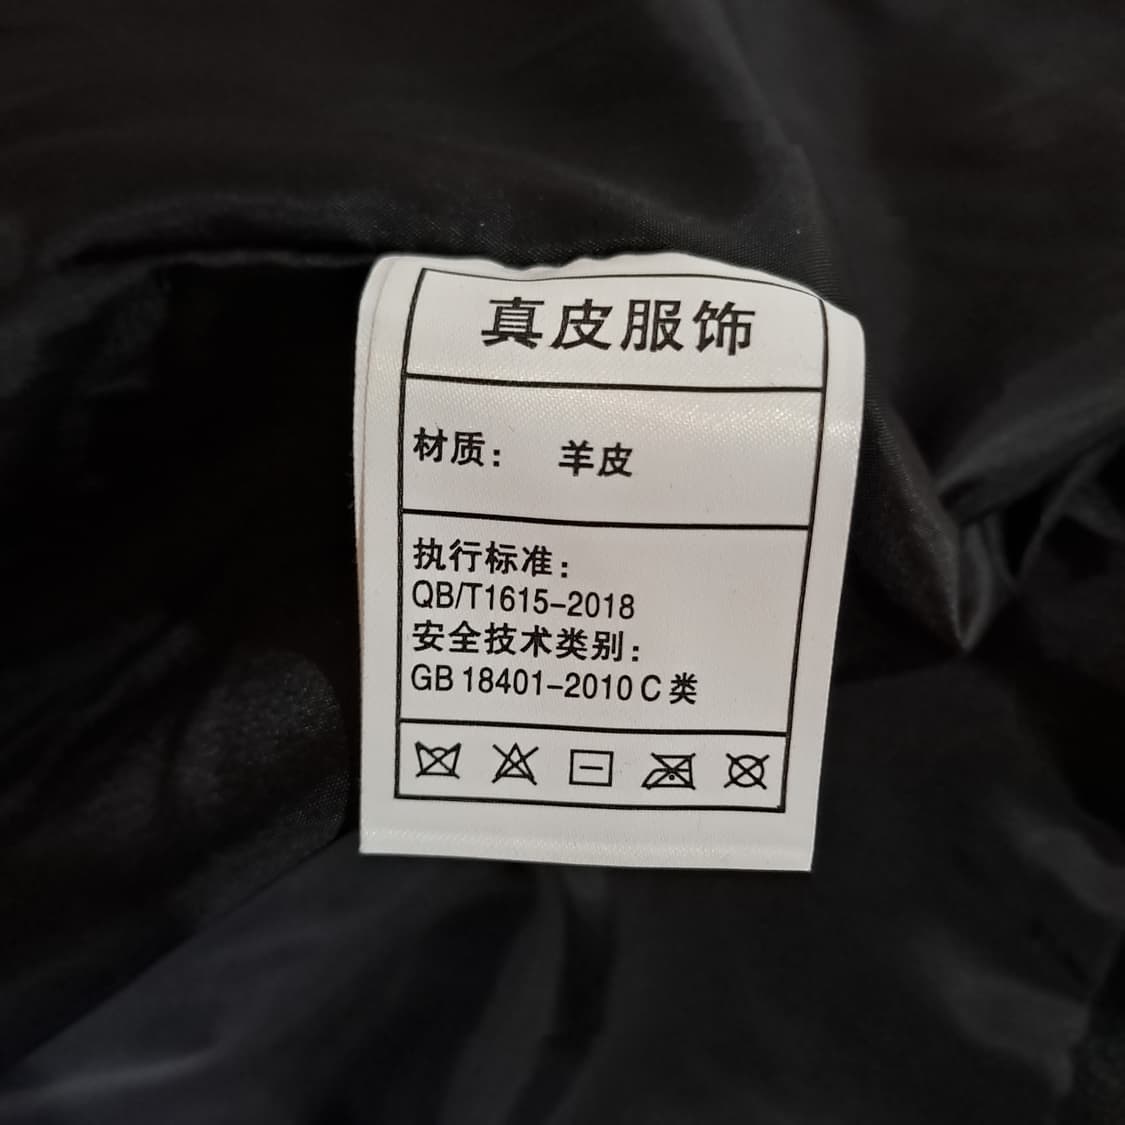 真皮服饰
材质： 羊皮
执行标准：
QB/T1615-2018
安全技术类别：
GB 18401-2010 C 类